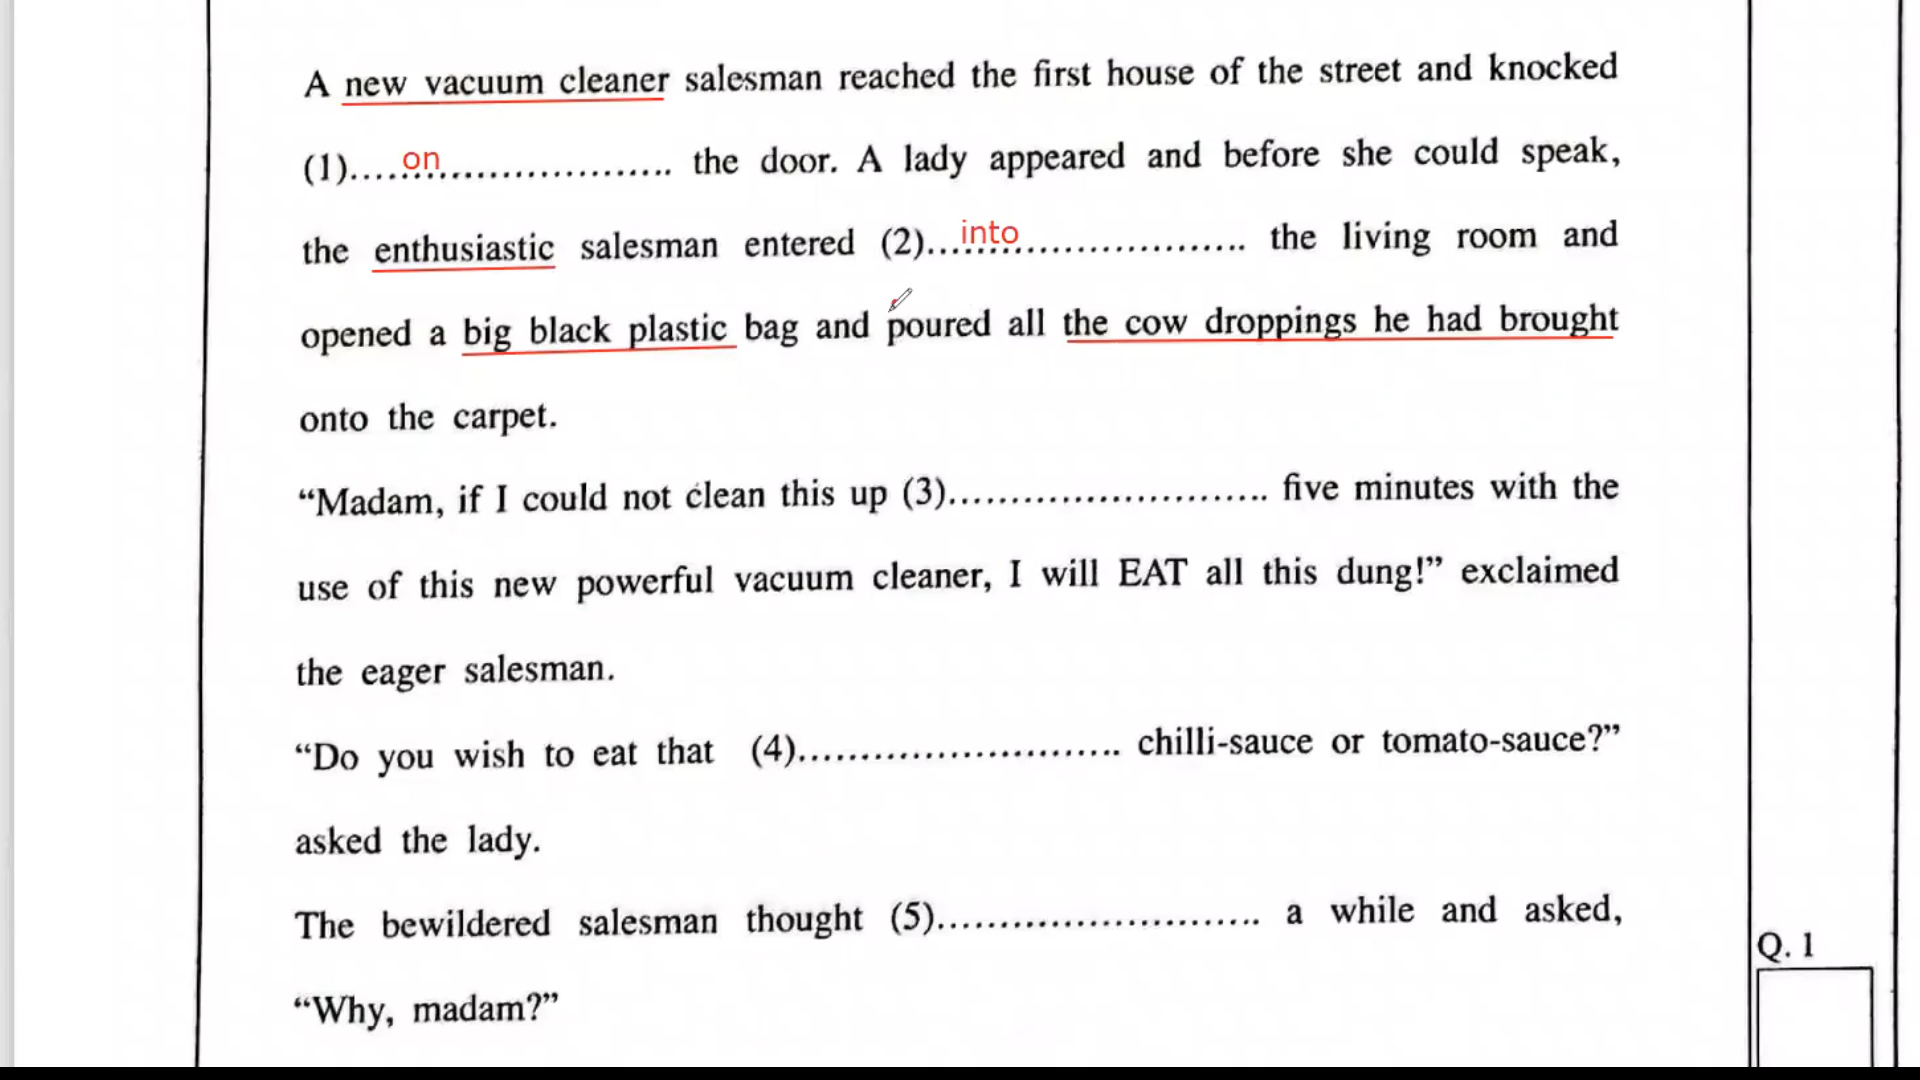 A new vacuum cleaner salesman reached the first house of the street and knocked
(1)....on........................ the door. A lady appeared and before she could speak,
the enthusiastic salesman entered (2)...into........................ the living room and
opened a big black plastic bag and poured all the cow droppings he had brought
onto the carpet.
“Madam, if I could not clean this up (3).......................... five minutes with the
use of this new powerful vacuum cleaner, I will EAT all this dung!” exclaimed
the eager salesman.
“Do you wish to eat that (4).......................... chilli-sauce or tomato-sauce?”
asked the lady.
The bewildered salesman thought (5).......................... a while and asked,
“Why, madam?”
Q. 1